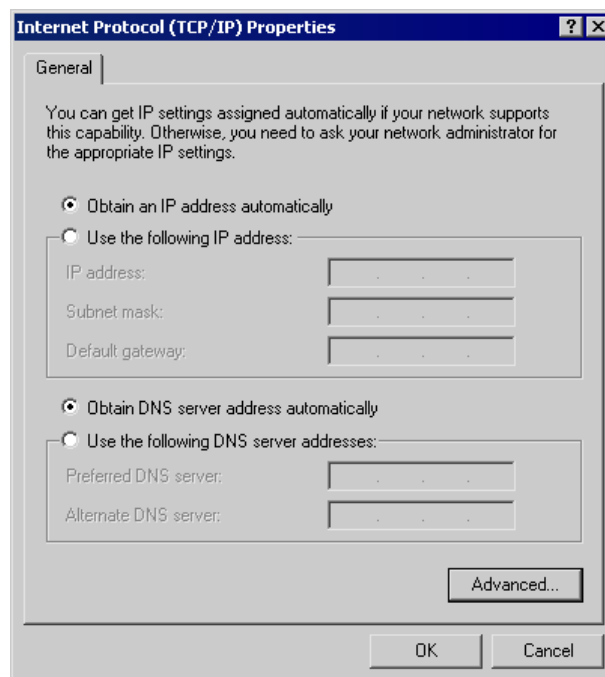 Internet Protocol (TCP/IP) Properties
General
You can get IP settings assigned automatically if your network supports
this capability. Otherwise, you need to ask your network administrator for
the appropriate IP settings.
Obtain an IP address automatically
Use the following IP address:
IP address:
Subnet mask:
Default gateway:
Obtain DNS server address automatically
Use the following DNS server addresses:
Preferred DNS server:
Alternate DNS server:
Advanced...
OK Cancel